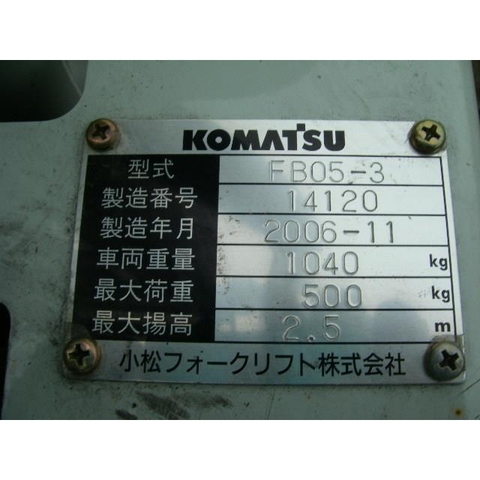 KOMATSU
型式 FB05-3
製造番号 14120
製造年月 2006-11
車両重量 1040 kg
最大荷重 500 kg
最大揚高 2.5 m
小松フォークリフト株式会社